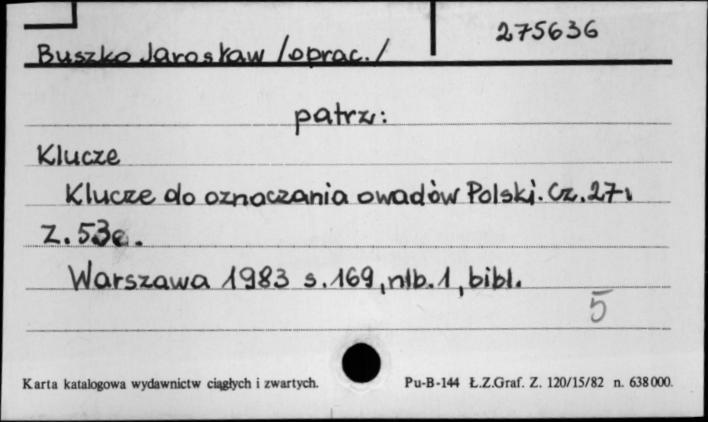 275636
Buszko Jarosław /oprac./
patrz:
Klucze
Klucze do oznaczania owadów Polski. Cz. 27,
Z. 53e.
Warszawa 1983 s. 169, nlb. 1, bibl.
5
Karta katalogowa wydawnictw ciągłych i zwartych. Pu-B-144 Ł.Z.Graf. Z. 120/15/82 n. 638000.